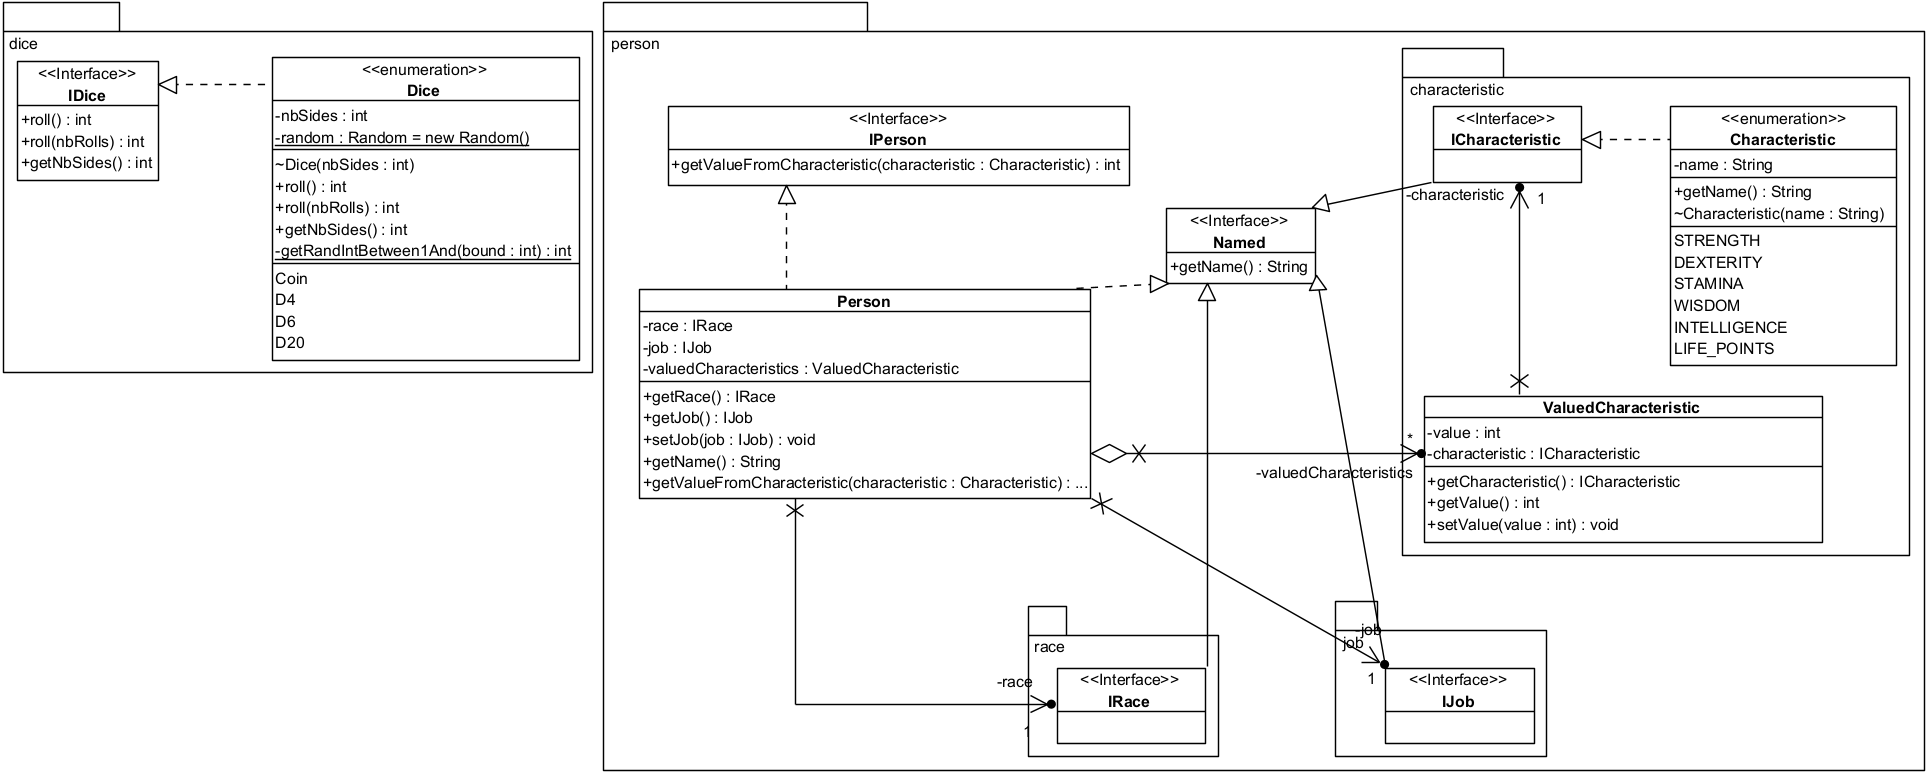 dice
<<Interface>>
IDice
+roll() : int
+roll(nbRolls) : int
+getNbSides() : int
<<enumeration>>
Dice
-nbSides : int
-random : Random = new Random()
~Dice(nbSides : int)
+roll() : int
+roll(nbRolls) : int
+getNbSides() : int
-getRandIntBetween1And(bound : int) : int
Coin
D4
D6
D20
person
<<Interface>>
IPerson
+getValueFromCharacteristic(characteristic : Characteristic) : int
<<Interface>>
Named
+getName() : String
Person
-race : IRace
-job : IJob
-valuedCharacteristics : ValuedCharacteristic
+getRace() : IRace
+getJob() : IJob
+setJob(job : IJob) : void
+getName() : String
+getValueFromCharacteristic(characteristic : Characteristic) : ...
characteristic
<<Interface>>
ICharacteristic
-characteristic
1
<<enumeration>>
Characteristic
-name : String
+getName() : String
~Characteristic(name : String)
STRENGTH
DEXTERITY
STAMINA
WISDOM
INTELLIGENCE
LIFE_POINTS
ValuedCharacteristic
-value : int
-characteristic : ICharacteristic
+getCharacteristic() : ICharacteristic
+getValue() : int
+setValue(value : int) : void
*
-valuedCharacteristics
race
<<Interface>>
IRace
-race
1
-job
job
1
<<Interface>>
IJob